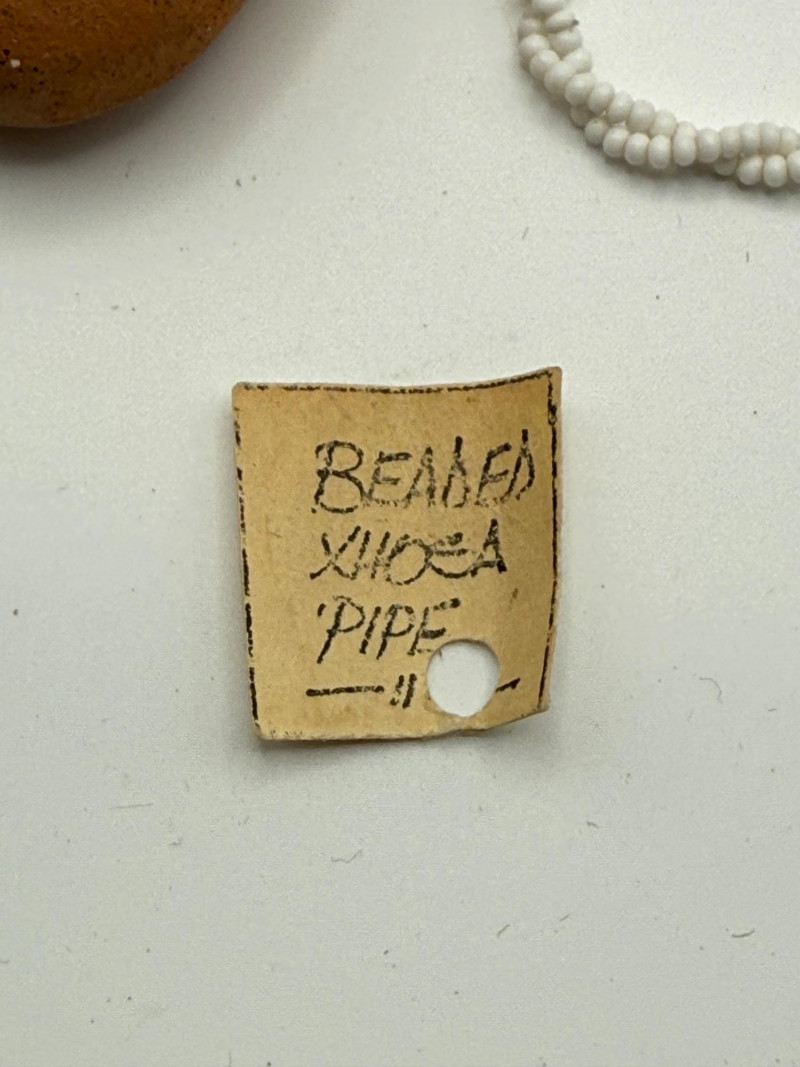 BEADED
XHOSA
PIPE
— " —